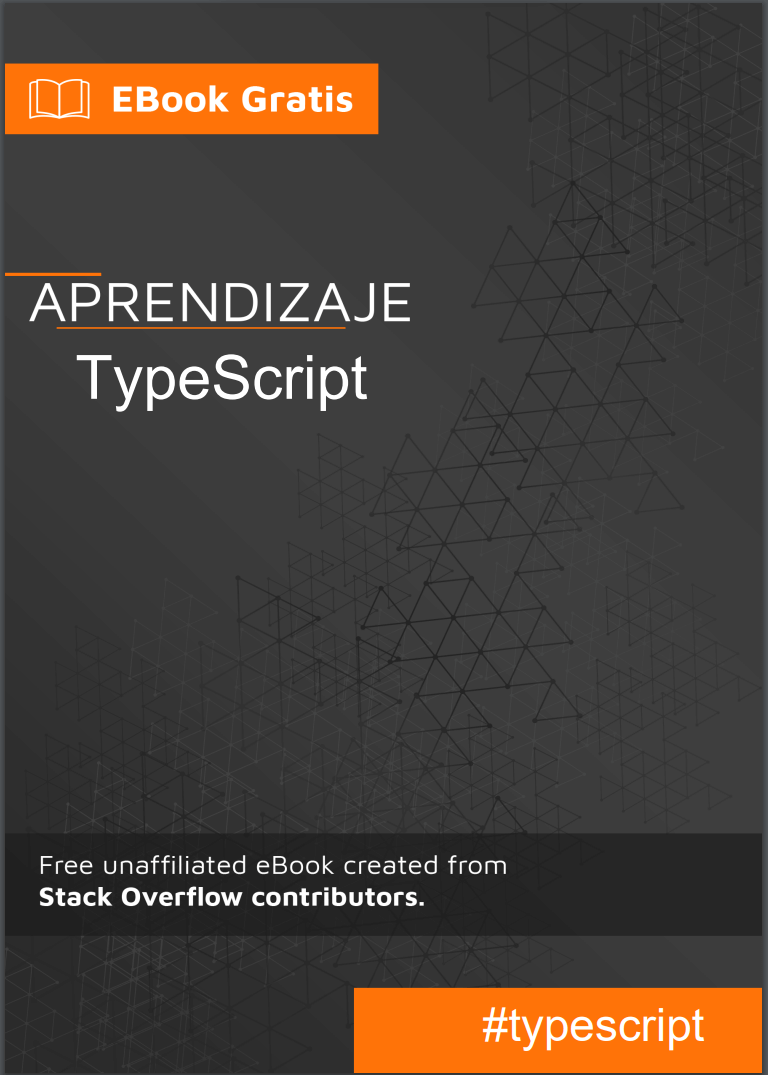 EBook Gratis
APRENDIZAJE
TypeScript
Free unaffiliated eBook created from
Stack Overflow contributors.
#typescript